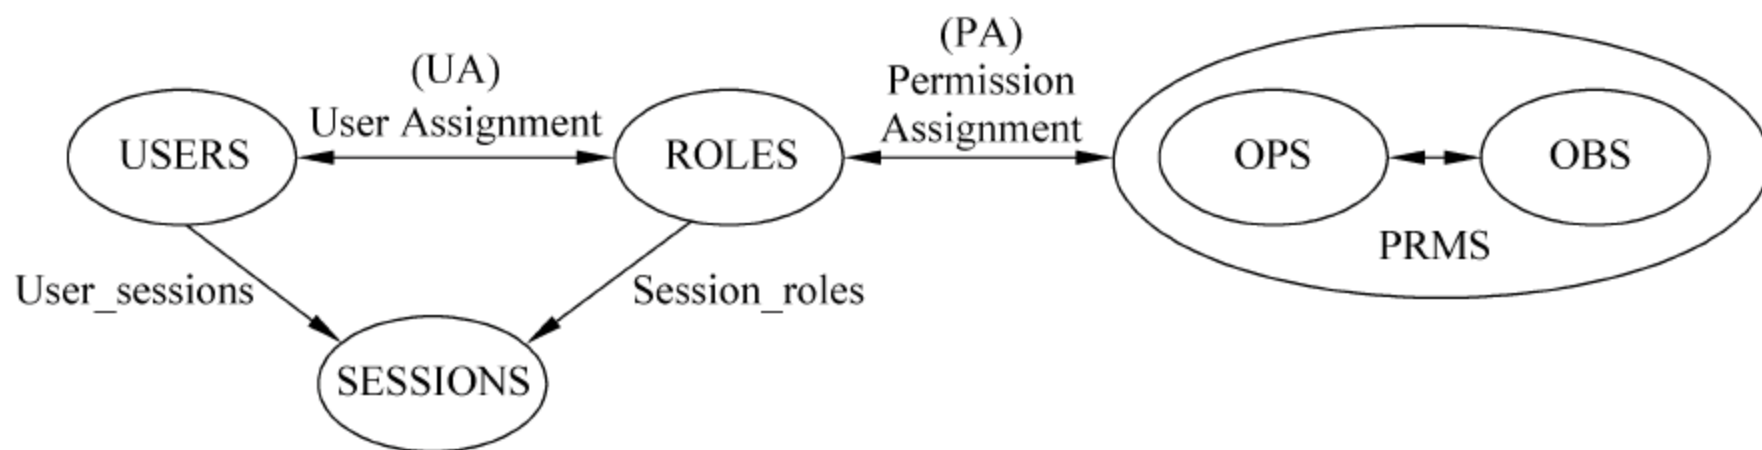 (UA)
User Assignment
(PA)
Permission
Assignment
USERS
ROLES
OPS
OBS
PRMS
User_sessions
Session_roles
SESSIONS